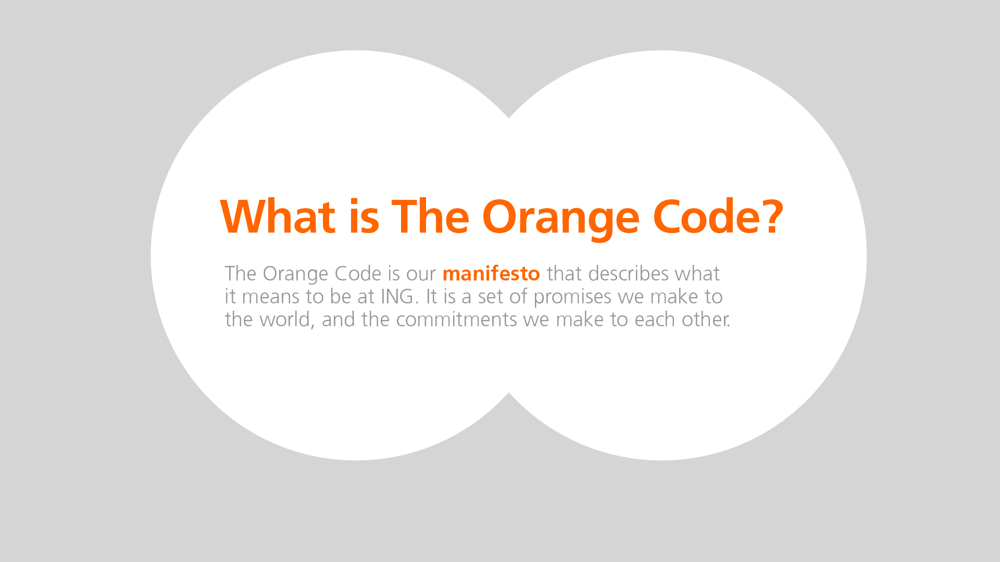 What is The Orange Code?
The Orange Code is our manifesto that describes what
it means to be at ING. It is a set of promises we make to
the world, and the commitments we make to each other.